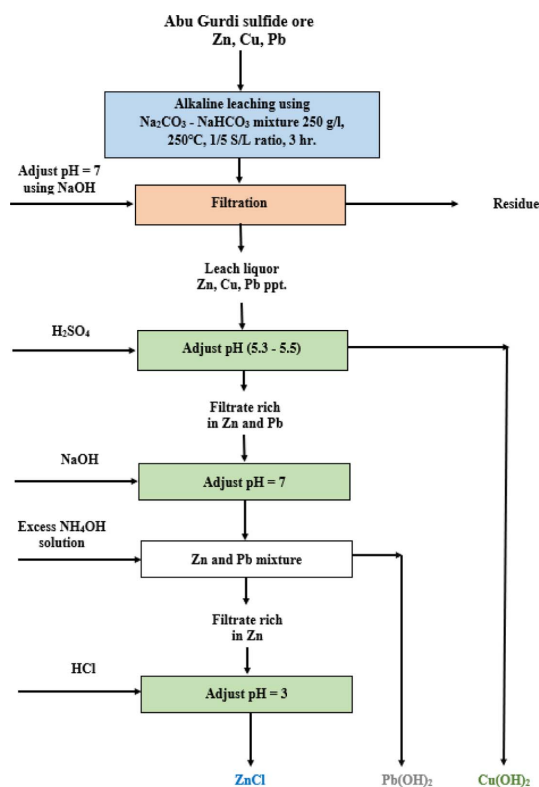 Abu Gurdi sulfide ore
Zn, Cu, Pb
Alkaline leaching using
Na₂CO₃ - NaHCO₃ mixture 250 g/l,
250°C, 1/5 S/L ratio, 3 hr.
Adjust pH = 7
using NaOH
Filtration
Residue
Leach liquor
Zn, Cu, Pb ppt.
H₂SO₄
Adjust pH (5.3 - 5.5)
Filtrate rich
in Zn and Pb
NaOH
Adjust pH = 7
Excess NH₄OH
solution
Zn and Pb mixture
Filtrate rich
in Zn
HCl
Adjust pH = 3
ZnCl
Pb(OH)₂
Cu(OH)₂